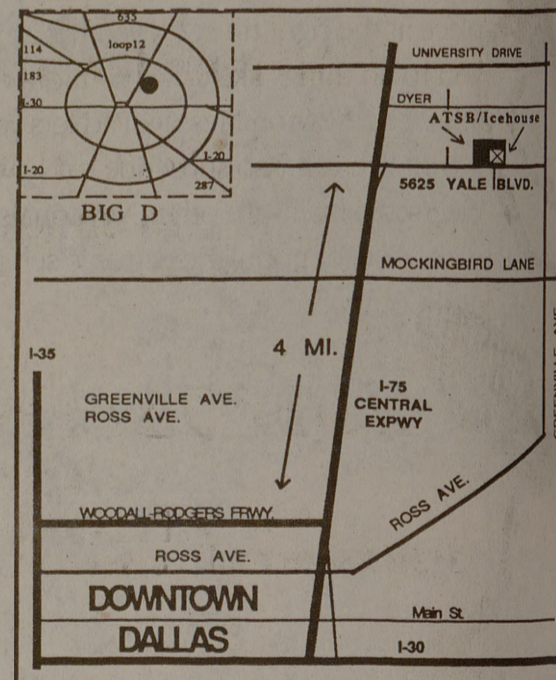 635
loop12
114
183
I-30
I-20
I-20
287
BIG D
UNIVERSITY DRIVE
DYER
ATSB/Icehouse
5625 YALE BLVD.
MOCKINGBIRD LANE
I-35
4 MI.
GREENVILLE AVE.
ROSS AVE.
I-75
CENTRAL
EXPWY
GREENVILLE AVE.
WOODALL-RODGERS FRWY.
ROSS AVE.
ROSS AVE.
DOWNTOWN
DALLAS
Main St.
I-30